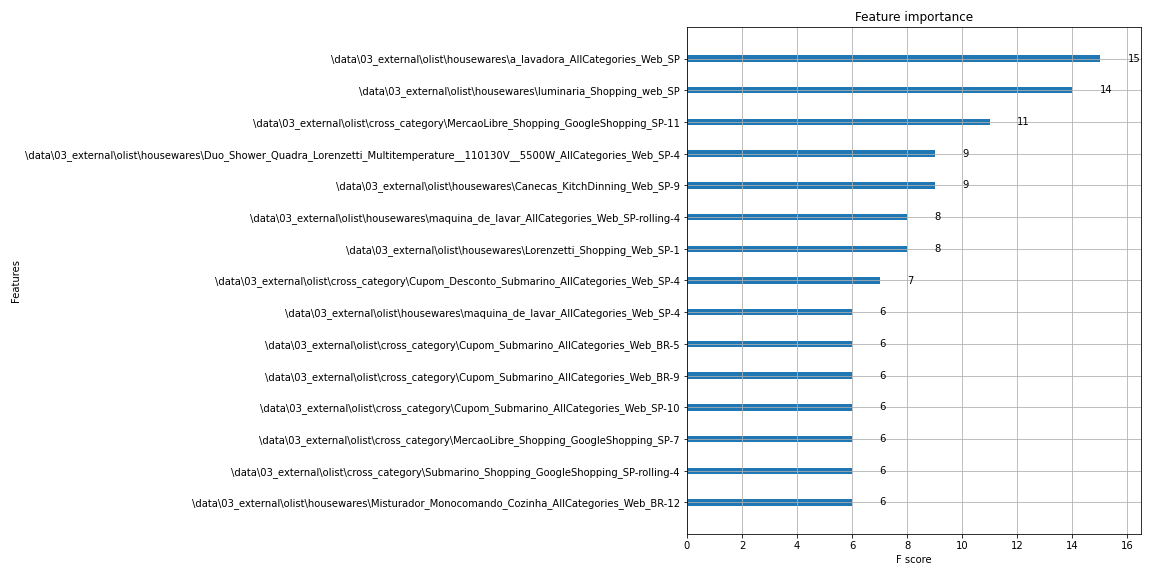 Feature importance
\data\03_external\olist\housewares\a_lavadora_AllCategories_Web_SP
15
\data\03_external\olist\housewares\luminaria_Shopping_web_SP
14
\data\03_external\olist\cross_category\MercaoLibre_Shopping_GoogleShopping_SP-11
11
\data\03_external\olist\housewares\Duo_Shower_Quadra_Lorenzetti_Multitemperature__110130V__5500W_AllCategories_Web_SP-4
9
\data\03_external\olist\housewares\Canecas_KitchDinning_Web_SP-9
9
\data\03_external\olist\housewares\maquina_de_lavar_AllCategories_Web_SP-rolling-4
8
\data\03_external\olist\housewares\Lorenzetti_Shopping_Web_SP-1
8
\data\03_external\olist\cross_category\Cupom_Desconto_Submarino_AllCategories_Web_SP-4
7
\data\03_external\olist\housewares\maquina_de_lavar_AllCategories_Web_SP-4
6
\data\03_external\olist\cross_category\Cupom_Submarino_AllCategories_Web_BR-5
6
\data\03_external\olist\cross_category\Cupom_Submarino_AllCategories_Web_BR-9
6
\data\03_external\olist\cross_category\Cupom_Submarino_AllCategories_Web_SP-10
6
\data\03_external\olist\cross_category\MercaoLibre_Shopping_GoogleShopping_SP-7
6
\data\03_external\olist\cross_category\Submarino_Shopping_GoogleShopping_SP-rolling-4
6
\data\03_external\olist\housewares\Misturador_Monocomando_Cozinha_AllCategories_Web_BR-12
6
Features
0 2 4 6 8 10 12 14 16
F score